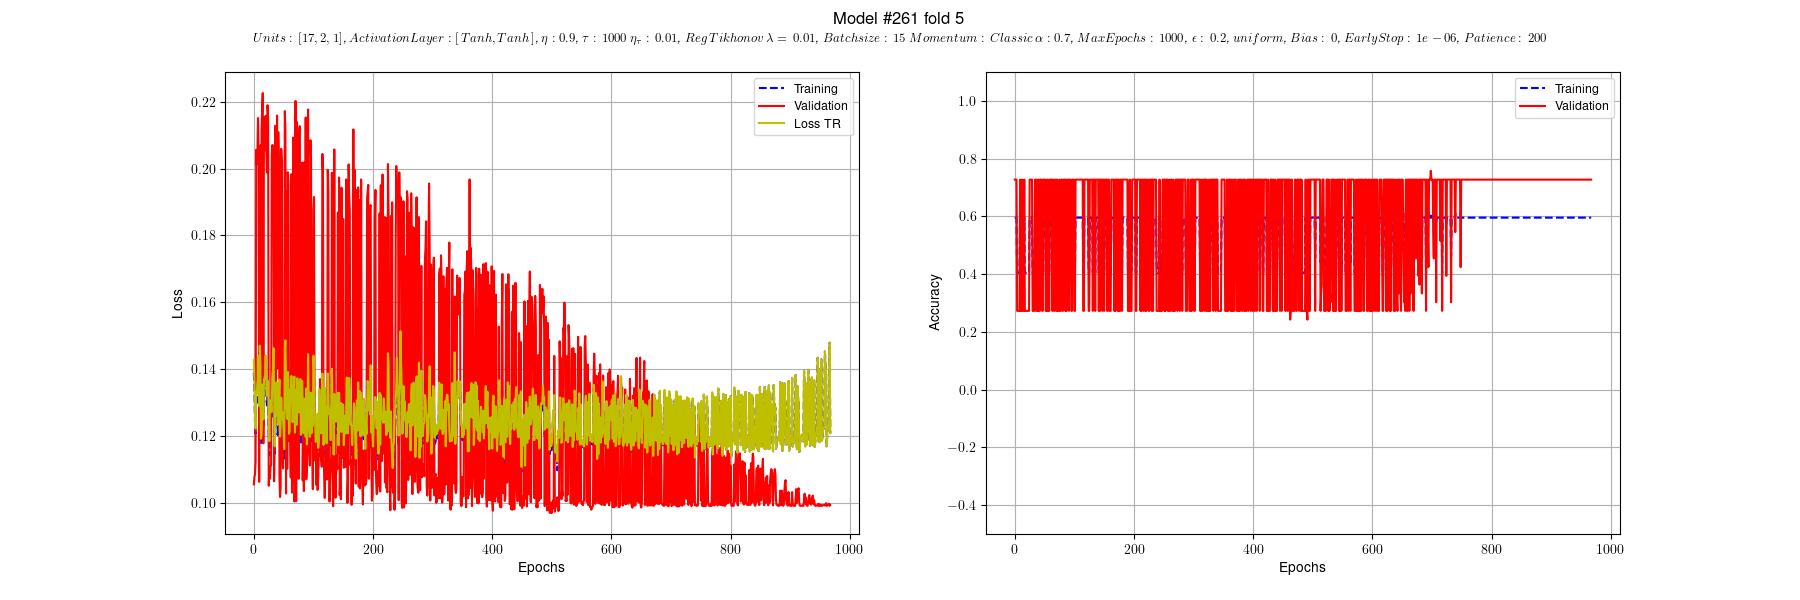 Model #261 fold 5
Units : [17, 2, 1], ActivationLayer : [Tanh, Tanh], η : 0.9, τ : 1000 ητ : 0.01, RegTikhonov λ = 0.01, Batchsize : 15 Momentum : Classic α : 0.7, MaxEpochs : 1000, ϵ : 0.2, uniform, Bias : 0, EarlyStop : 1e − 06, Patience : 200
Loss
0.22
0.20
0.18
0.16
0.14
0.12
0.10
Training
Validation
Loss TR
0 200 400 600 800 1000
Epochs
Accuracy
1.0
0.8
0.6
0.4
0.2
0.0
−0.2
−0.4
Training
Validation
0 200 400 600 800 1000
Epochs